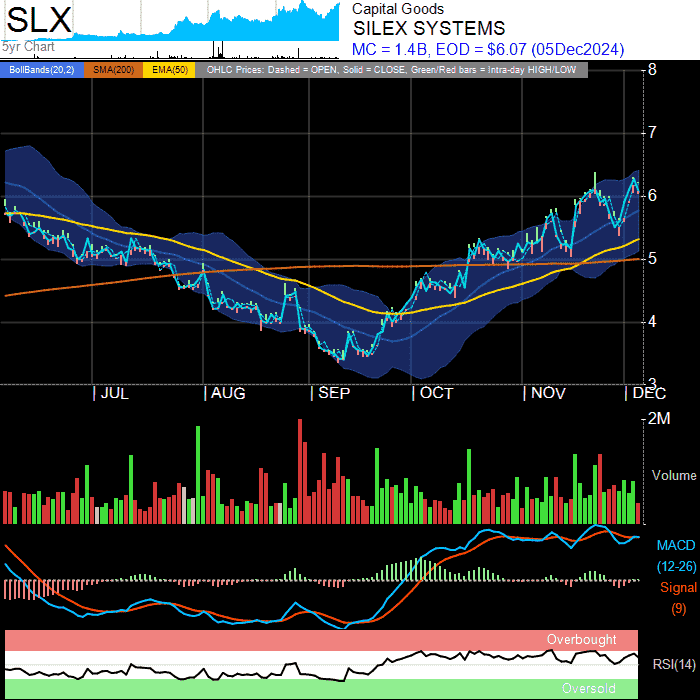 SLX
5yr Chart
Capital Goods
SILEX SYSTEMS
MC = 1.4B, EOD = $6.07 (05Dec2024)
BollBands(20,2) SMA(200) EMA(50) OHLC Prices: Dashed = OPEN, Solid = CLOSE, Green/Red bars = Intra-day HIGH/LOW
8
7
6
5
4
3
| JUL | AUG | SEP | OCT | NOV | DEC
2M
Volume
MACD
(12-26)
Signal
(9)
Overbought
RSI(14)
Oversold